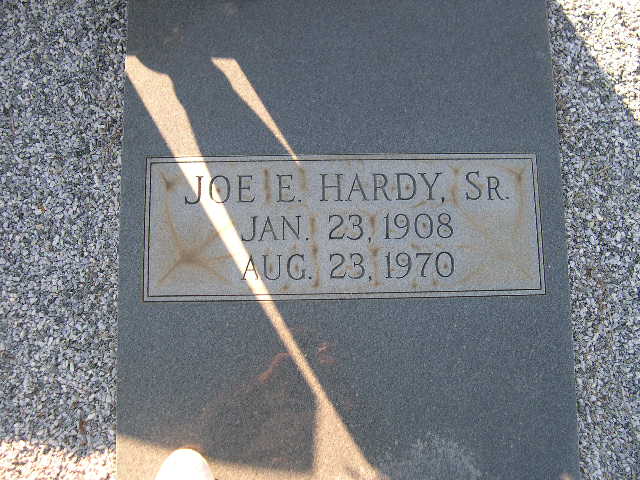 JOE E. HARDY, SR.
JAN. 23, 1908
AUG. 23, 1970